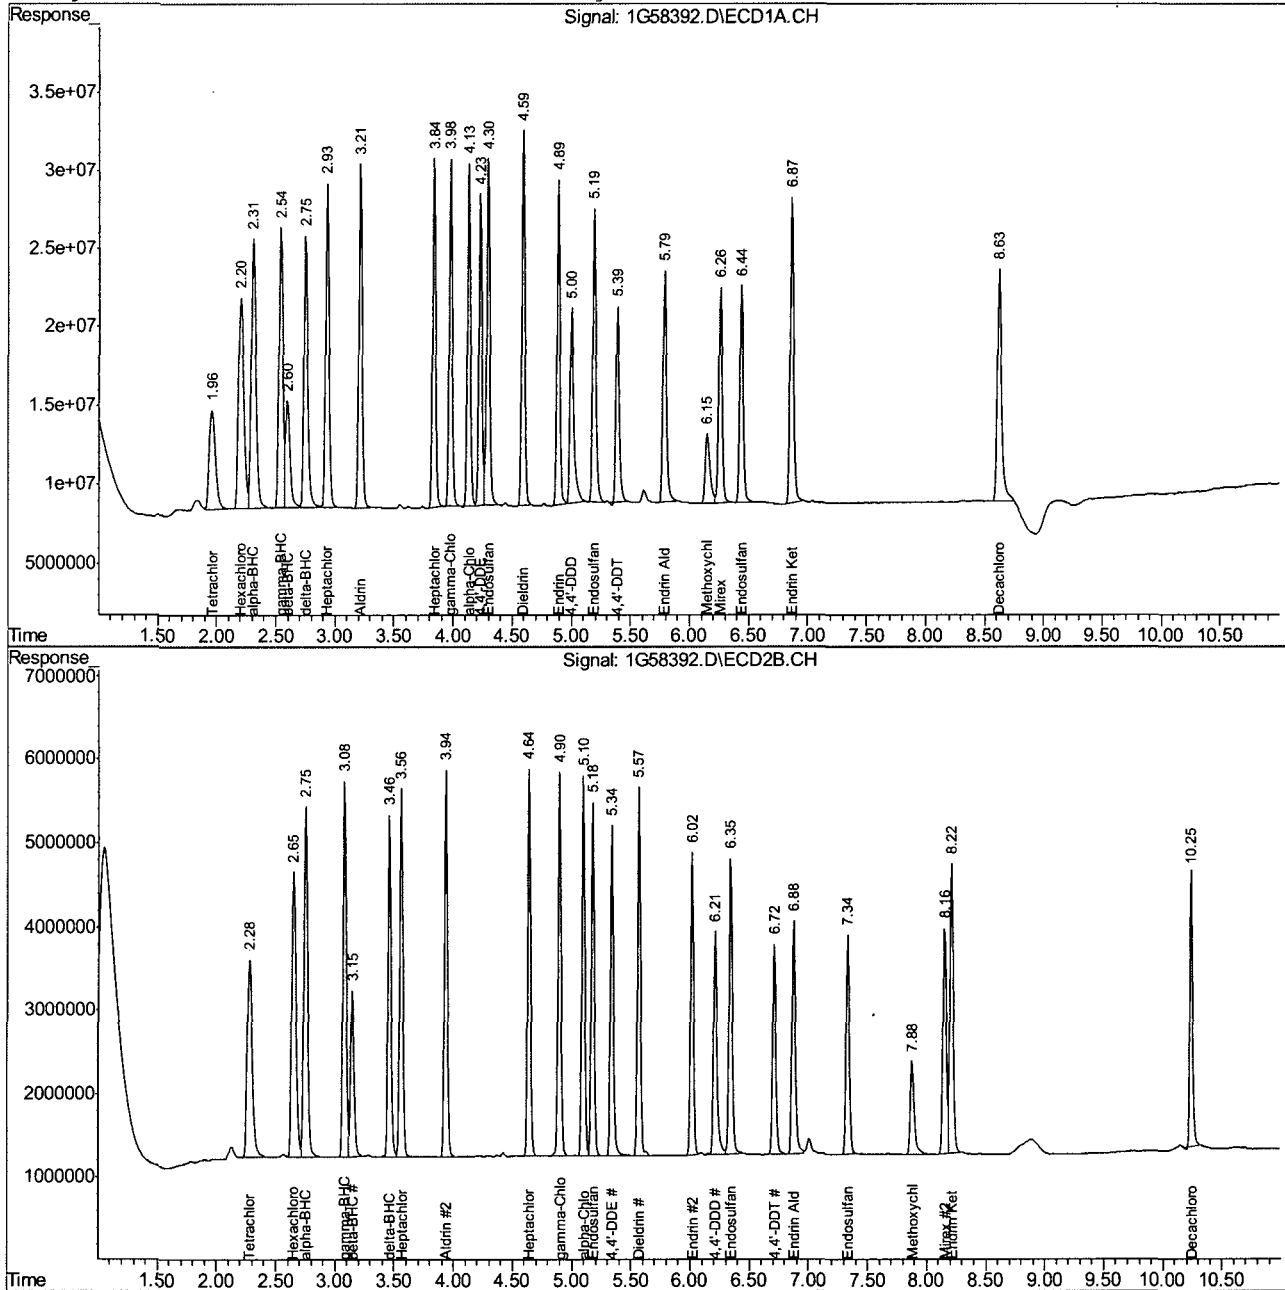 Response_
Signal: 1G58392.D\ECD1A.CH
3.5e+07
3e+07
2.5e+07
2e+07
1.5e+07
1e+07
5000000
1.96
2.20
2.31
2.54
2.60
2.75
2.93
3.21
3.84
3.98
4.13
4.23
4.30
4.59
4.89
5.00
5.19
5.39
5.79
6.15
6.26
6.44
6.87
8.63
Tetrachlor
Hexachloro
alpha-BHC
gamma-BHC
beta-BHC
delta-BHC
Heptachlor
Aldrin
Heptachlor
gamma-Chlo
alpha-Chlo
4,4'-DDE
Endosulfan
Dieldrin
Endrin
4,4'-DDD
Endosulfan
4,4'-DDT
Endrin Ald
Methoxychl
Mirex
Endosulfan
Endrin Ket
Decachloro
Time 1.50 2.00 2.50 3.00 3.50 4.00 4.50 5.00 5.50 6.00 6.50 7.00 7.50 8.00 8.50 9.00 9.50 10.00 10.50
Response_
Signal: 1G58392.D\ECD2B.CH
7000000
6000000
5000000
4000000
3000000
2000000
1000000
2.28
2.65
2.75
3.08
3.15
3.46
3.56
3.94
4.64
4.90
5.10
5.18
5.34
5.57
6.02
6.21
6.35
6.72
6.88
7.34
7.88
8.16
8.22
10.25
Tetrachlor
Hexachloro
alpha-BHC
gamma-BHC
beta-BHC #
delta-BHC
Heptachlor
Aldrin #2
Heptachlor
gamma-Chlo
alpha-Chlo
Endosulfan
4,4'-DDE #
Dieldrin #
Endrin #2
4,4'-DDD #
Endosulfan
4,4'-DDT #
Endrin Ald
Endosulfan
Methoxychl
Mirex #2
Endrin Ket
Decachloro
Time 1.50 2.00 2.50 3.00 3.50 4.00 4.50 5.00 5.50 6.00 6.50 7.00 7.50 8.00 8.50 9.00 9.50 10.00 10.50